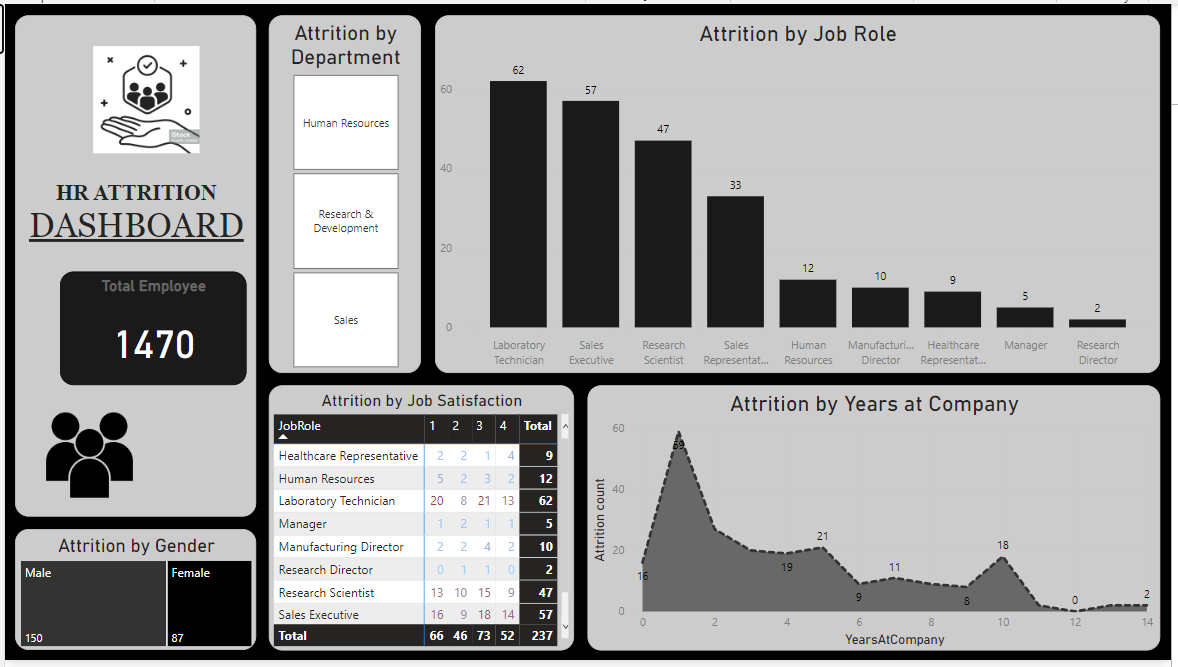 iStock
HR ATTRITION
DASHBOARD
Total Employee
1470
Attrition by Gender
Male
Female
150
87
Attrition by
Department
Human Resources
Research &
Development
Sales
Attrition by Job Role
60
40
20
0
62
57
47
33
12
10
9
5
2
Laboratory
Technician
Sales
Executive
Research
Scientist
Sales
Representat...
Human
Resources
Manufacturi...
Director
Healthcare
Representat...
Manager
Research
Director
Attrition by Job Satisfaction
JobRole 1 2 3 4 Total
Healthcare Representative 2 2 1 4 9
Human Resources 5 2 3 2 12
Laboratory Technician 20 8 21 13 62
Manager 1 2 1 1 5
Manufacturing Director 2 2 4 2 10
Research Director 0 1 1 0 2
Research Scientist 13 10 15 9 47
Sales Executive 16 9 18 14 57
Total 66 46 73 52 237
Attrition by Years at Company
Attrition count
60
40
20
0
16
59
19
21
9
11
8
18
0
2
0 2 4 6 8 10 12 14
YearsAtCompany